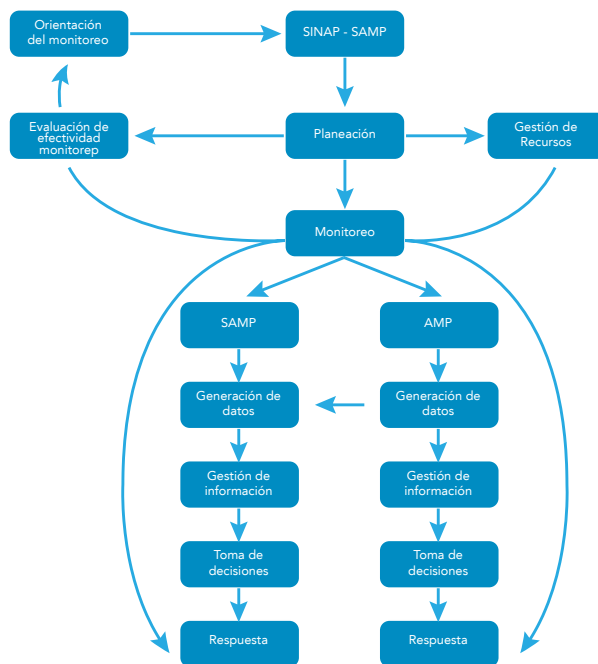 Orientación
del monitoreo
SINAP - SAMP
Evaluación de
efectividad
monitorep
Planeación
Gestión de
Recursos
Monitoreo
SAMP
AMP
Generación de
datos
Generación de
datos
Gestión de
información
Gestión de
información
Toma de
decisiones
Toma de
decisiones
Respuesta
Respuesta